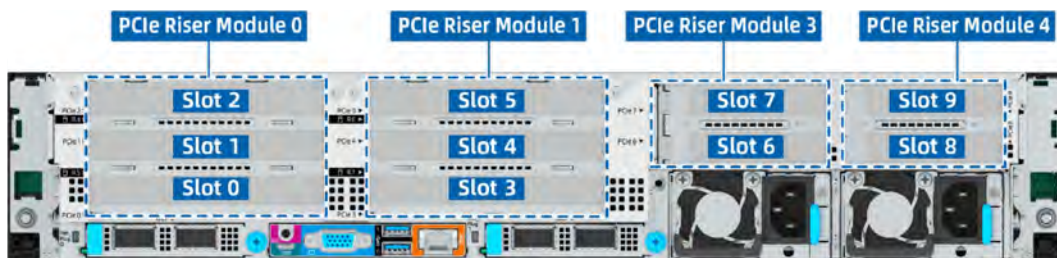 PCIe Riser Module 0
PCIe Riser Module 1
PCIe Riser Module 3
PCIe Riser Module 4
Slot 2
Slot 5
Slot 7
Slot 9
Slot 1
Slot 4
Slot 6
Slot 8
Slot 0
Slot 3